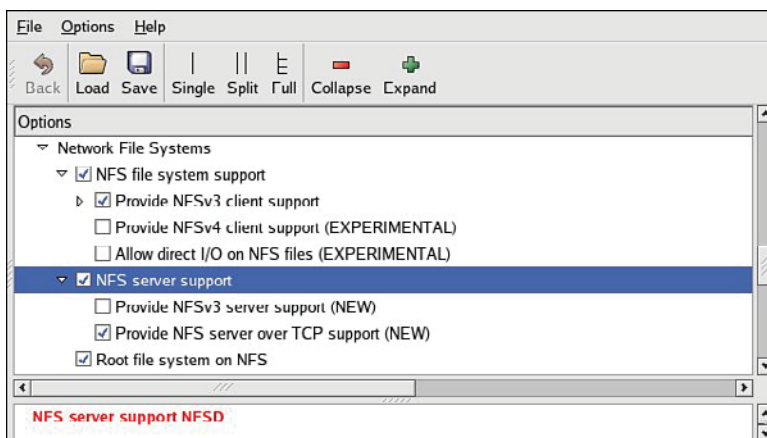 File Options Help
Back Load Save Single Split Full Collapse Expand
Options
Network File Systems
NFS file system support
Provide NFSv3 client support
Provide NFSv4 client support (EXPERIMENTAL)
Allow direct I/O on NFS files (EXPERIMENTAL)
NFS server support
Provide NFSv3 server support (NEW)
Provide NFS server over TCP support (NEW)
Root file system on NFS
NFS server support NFSD